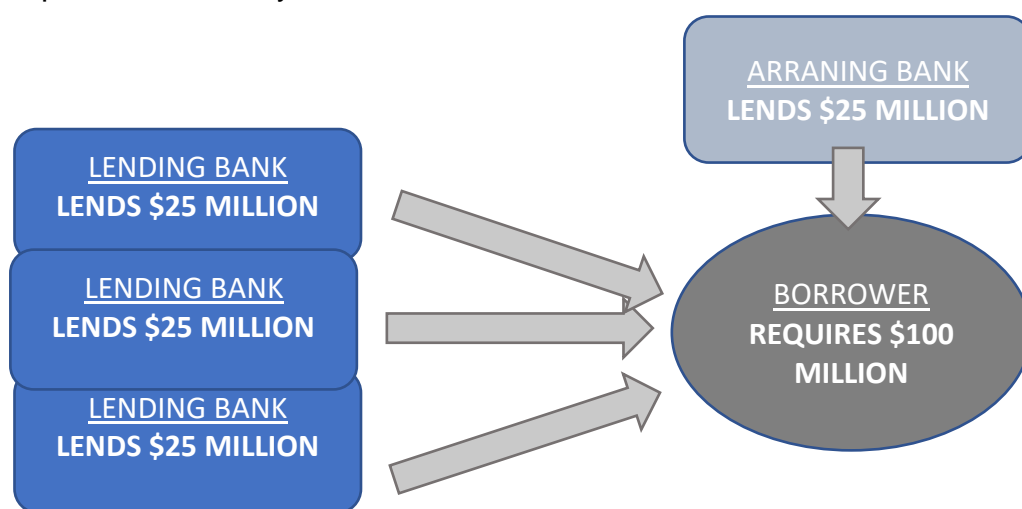 ARRANING BANK
LENDS $25 MILLION
LENDING BANK
LENDS $25 MILLION
LENDING BANK
LENDS $25 MILLION
LENDING BANK
LENDS $25 MILLION
BORROWER
REQUIRES $100
MILLION